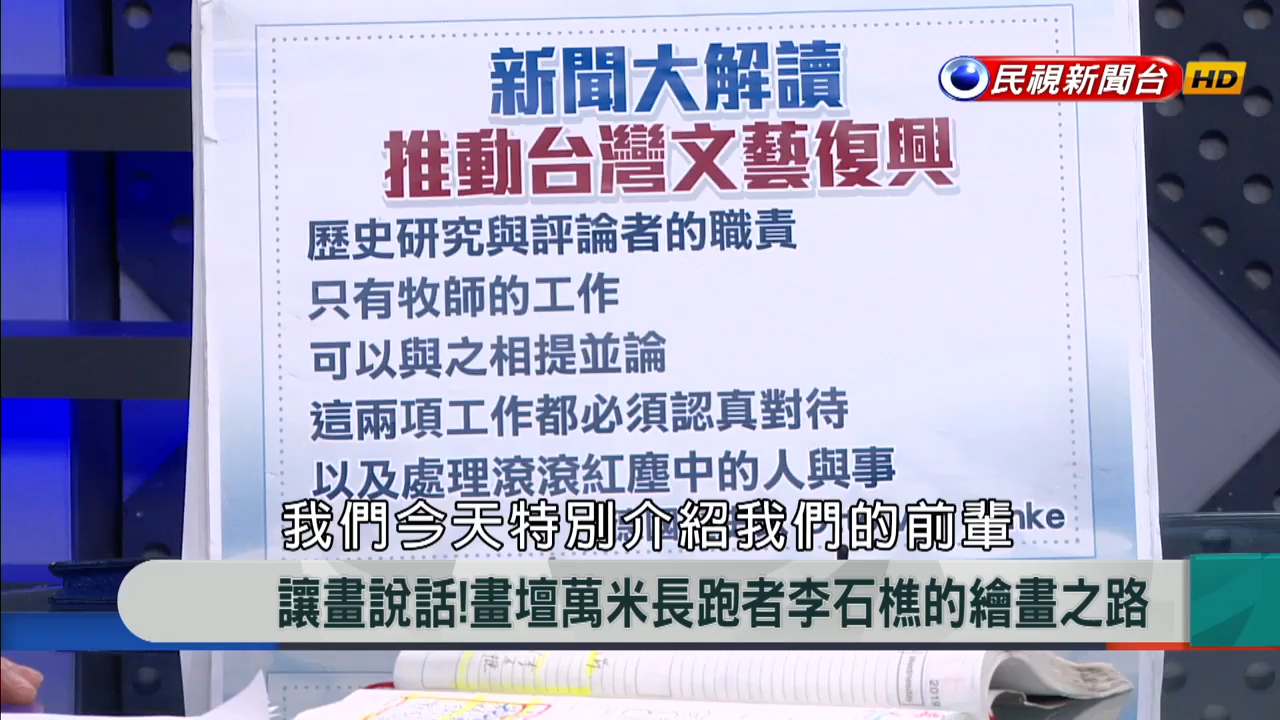 新聞大解讀
民視新聞台 HD
推動台灣文藝復興
歷史研究與評論者的職責
只有牧師的工作
可以與之相提並論
這兩項工作都必須認真對待
以及處理滾滾紅塵中的人與事
我們今天特別介紹我們的前輩
讓畫說話!畫壇萬米長跑者李石樵的繪畫之路
2019